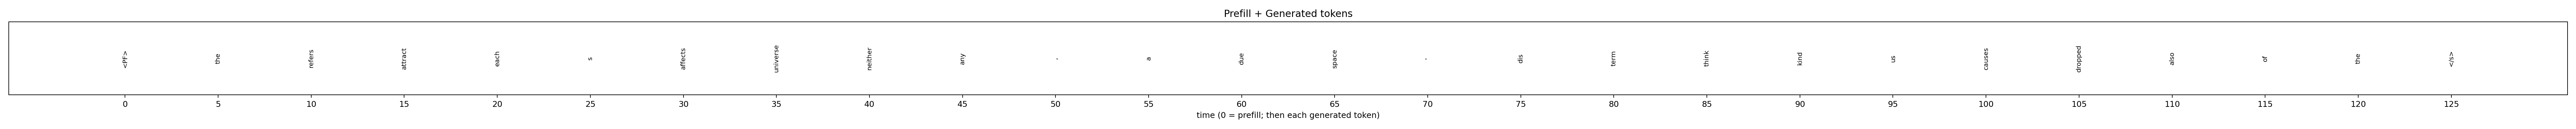 Prefill + Generated tokens
</PF> the refers attract each s affects universe neither any - a due space - dis term think kind us causes dropped also of the </s>
0 5 10 15 20 25 30 35 40 45 50 55 60 65 70 75 80 85 90 95 100 105 110 115 120 125
time (0 = prefill; then each generated token)